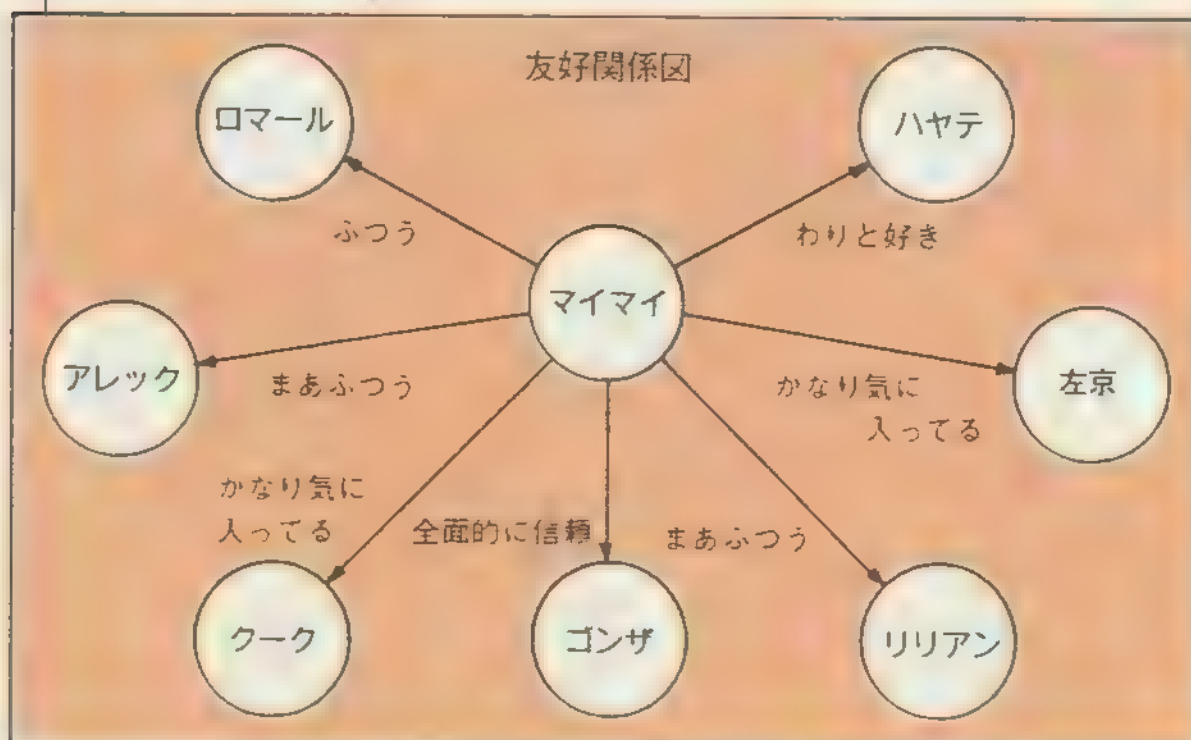 友好関係図
ロマール
ハヤテ
ふつう
わりと好き
マイマイ
アレック
まあふつう
かなり気に
入ってる
左京
かなり気に
入ってる
全面的に信頼
まあふつう
クーク
ゴンザ
リリアン